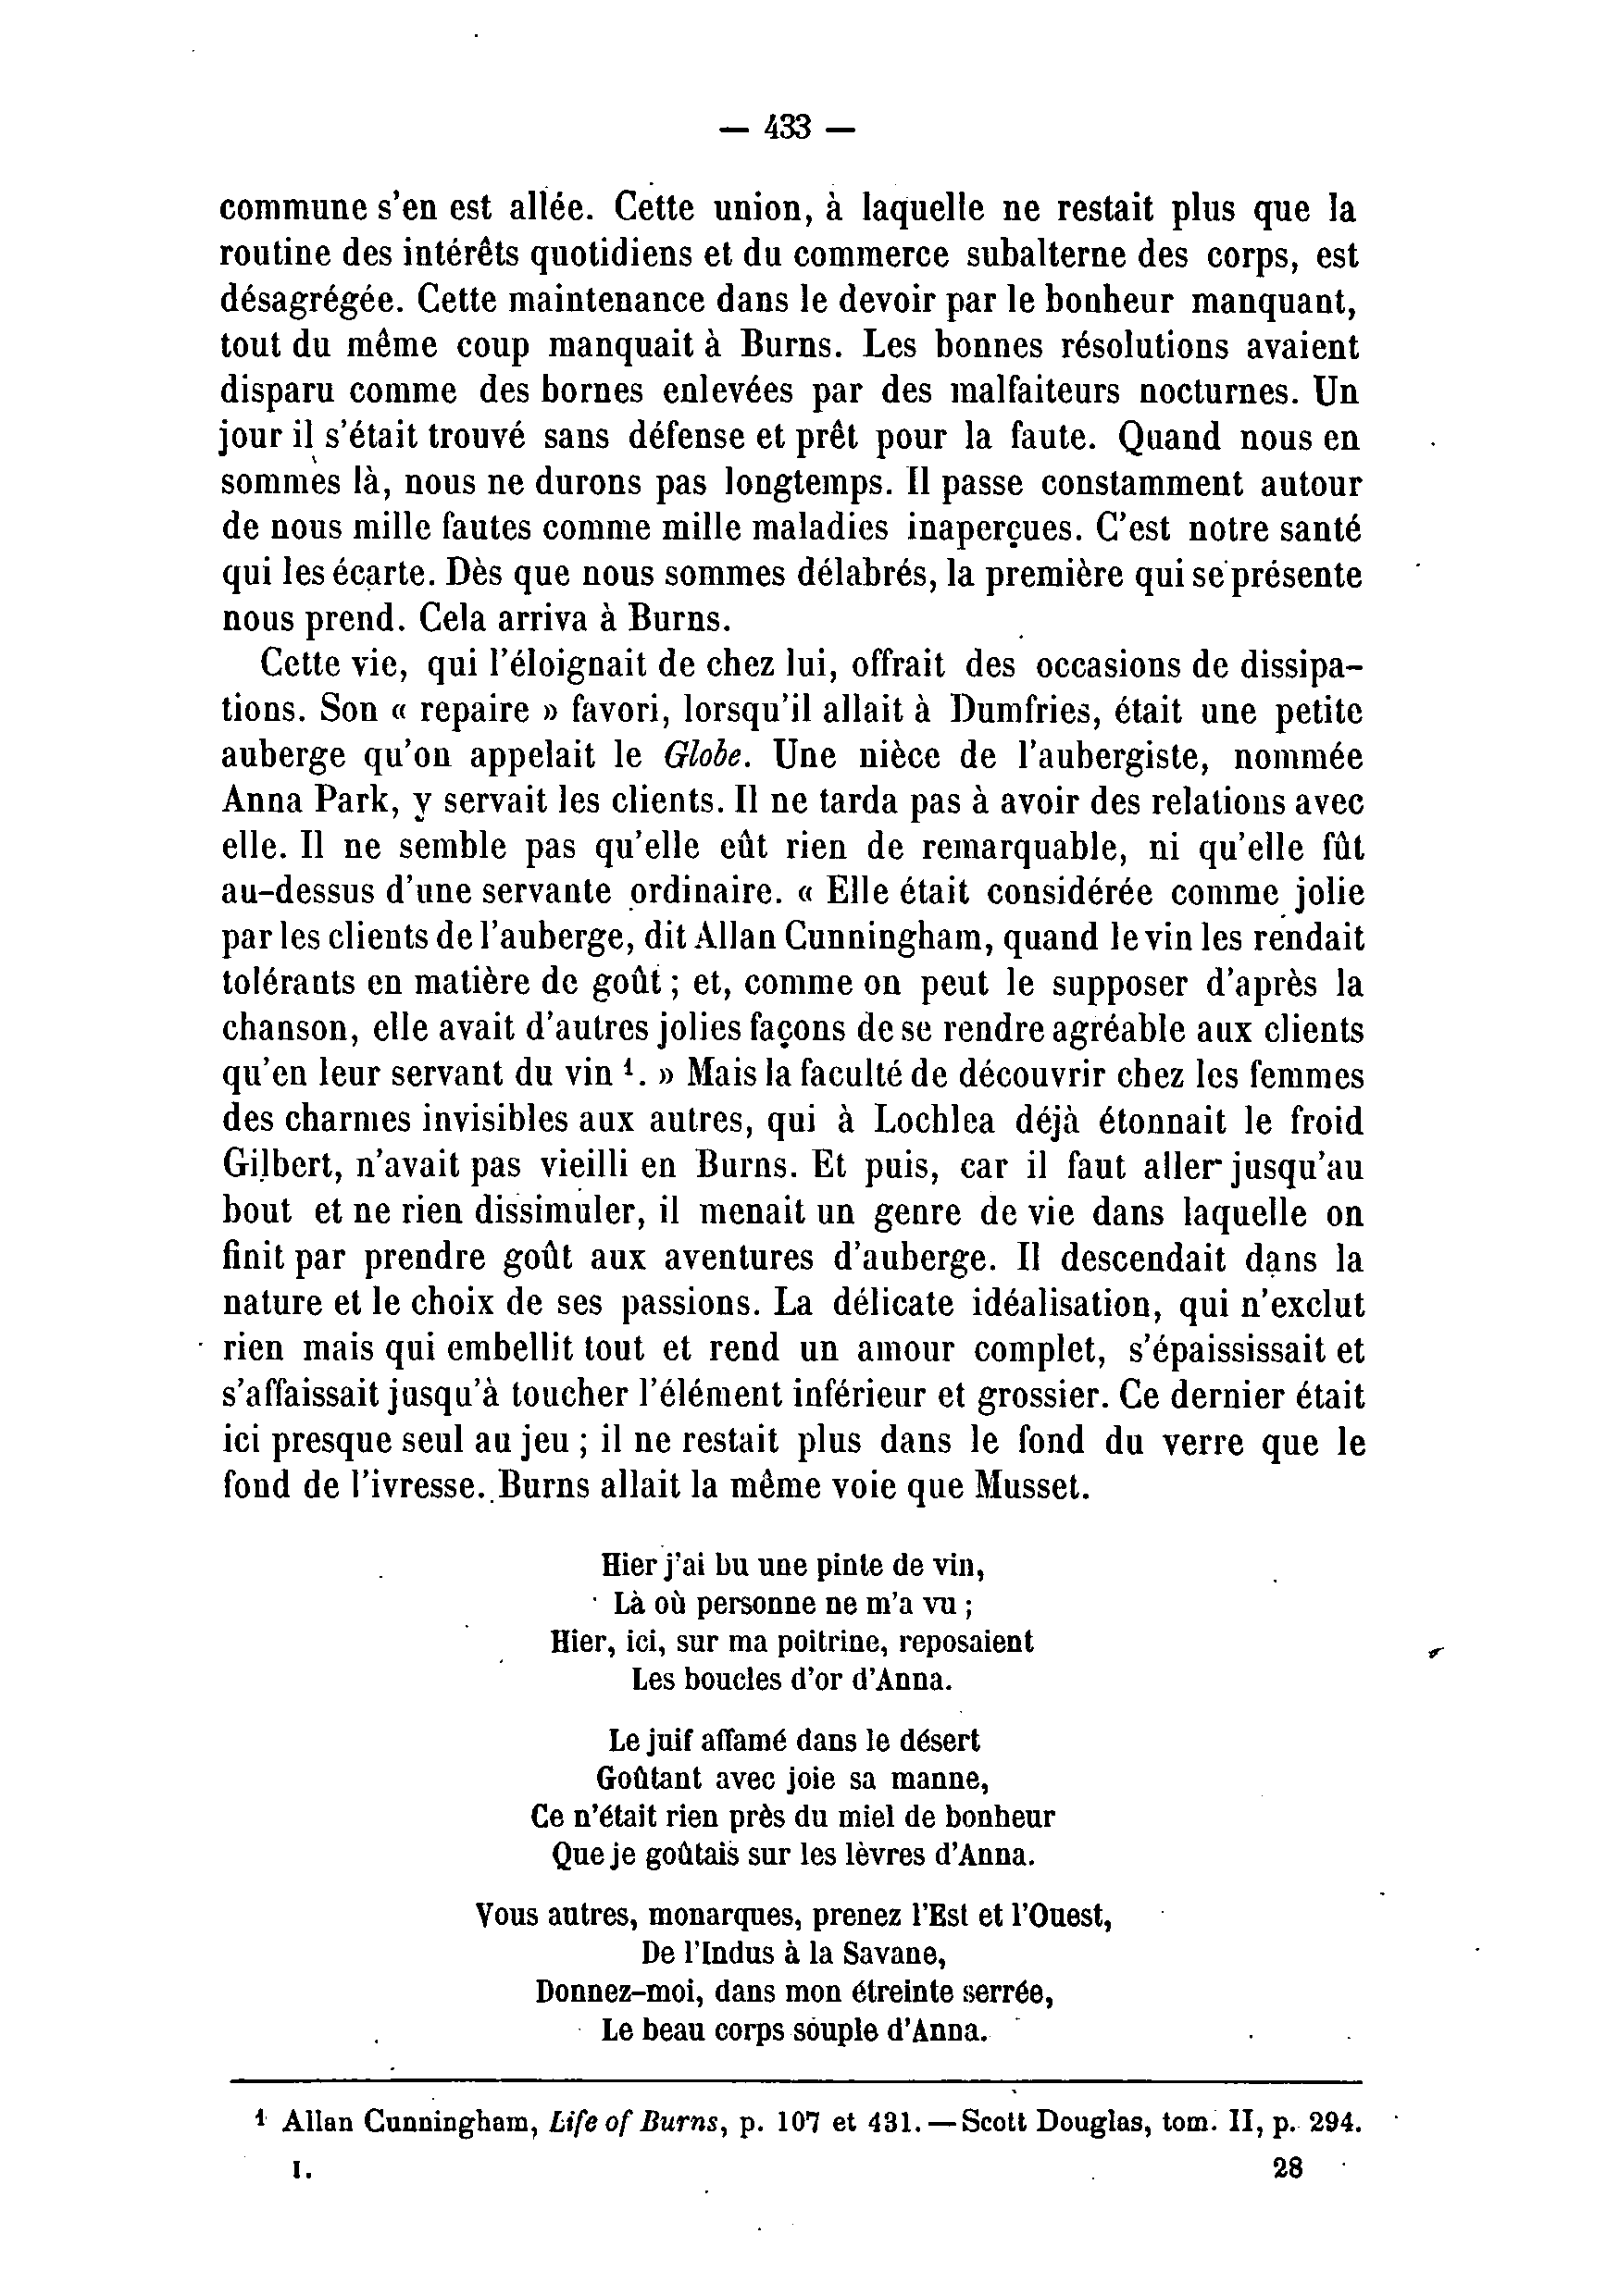 — 433 —
commune s'en est allée. Cette union, à laquelle ne restait plus que la
routine des intérêts quotidiens et du commerce subalterne des corps, est
désagrégée. Cette maintenance dans le devoir par le bonheur manquant,
tout du même coup manquait à Burns. Les bonnes résolutions avaient
disparu comme des bornes enlevées par des malfaiteurs nocturnes. Un
jour il s'était trouvé sans défense et prêt pour la faute. Quand nous en
sommes là, nous ne durons pas longtemps. Il passe constamment autour
de nous mille fautes comme mille maladies inaperçues. C'est notre santé
qui les écarte. Dès que nous sommes délabrés, la première qui se présente
nous prend. Cela arriva à Burns.
Cette vie, qui l'éloignait de chez lui, offrait des occasions de dissipa-
tions. Son « repaire » favori, lorsqu'il allait à Dumfries, était une petite
auberge qu'on appelait le Globe. Une nièce de l'aubergiste, nommée
Anna Park, y servait les clients. Il ne tarda pas à avoir des relations avec
elle. Il ne semble pas qu'elle eût rien de remarquable, ni qu'elle fût
au-dessus d'une servante ordinaire. « Elle était considérée comme jolie
par les clients de l'auberge, dit Allan Cunningham, quand le vin les rendait
tolérants en matière de goût ; et, comme on peut le supposer d'après la
chanson, elle avait d'autres jolies façons de se rendre agréable aux clients
qu'en leur servant du vin ¹. » Mais la faculté de découvrir chez les femmes
des charmes invisibles aux autres, qui à Lochlea déjà étonnait le froid
Gilbert, n'avait pas vieilli en Burns. Et puis, car il faut aller jusqu'au
bout et ne rien dissimuler, il menait un genre de vie dans laquelle on
finit par prendre goût aux aventures d'auberge. Il descendait dans la
nature et le choix de ses passions. La délicate idéalisation, qui n'exclut
rien mais qui embellit tout et rend un amour complet, s'épaississait et
s'affaissait jusqu'à toucher l'élément inférieur et grossier. Ce dernier était
ici presque seul au jeu ; il ne restait plus dans le fond du verre que le
fond de l'ivresse. Burns allait la même voie que Musset.
Hier j'ai bu une pinte de vin,
Là où personne ne m'a vu ;
Hier, ici, sur ma poitrine, reposaient
Les boucles d'or d'Anna.
Le juif affamé dans le désert
Goûtant avec joie sa manne,
Ce n'était rien près du miel de bonheur
Que je goûtais sur les lèvres d'Anna.
Vous autres, monarques, prenez l'Est et l'Ouest,
De l'Indus à la Savane,
Donnez-moi, dans mon étreinte serrée,
Le beau corps souple d'Anna.
¹ Allan Cunningham, Life of Burns, p. 107 et 431. — Scott Douglas, tom. II, p. 294.
I. 28